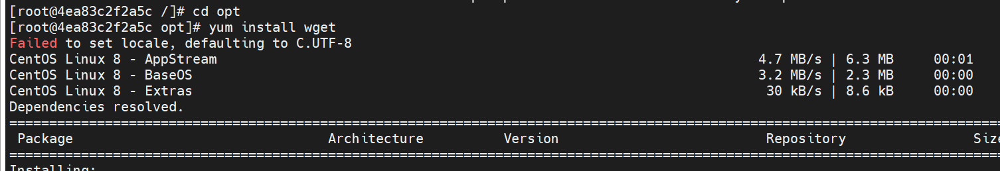 [root@4ea83c2f2a5c /]# cd opt
[root@4ea83c2f2a5c opt]# yum install wget
Failed to set locale, defaulting to C.UTF-8
CentOS Linux 8 - AppStream 4.7 MB/s | 6.3 MB 00:01
CentOS Linux 8 - BaseOS 3.2 MB/s | 2.3 MB 00:00
CentOS Linux 8 - Extras 30 kB/s | 8.6 kB 00:00
Dependencies resolved.
Package Architecture Version Repository Size
Installing: